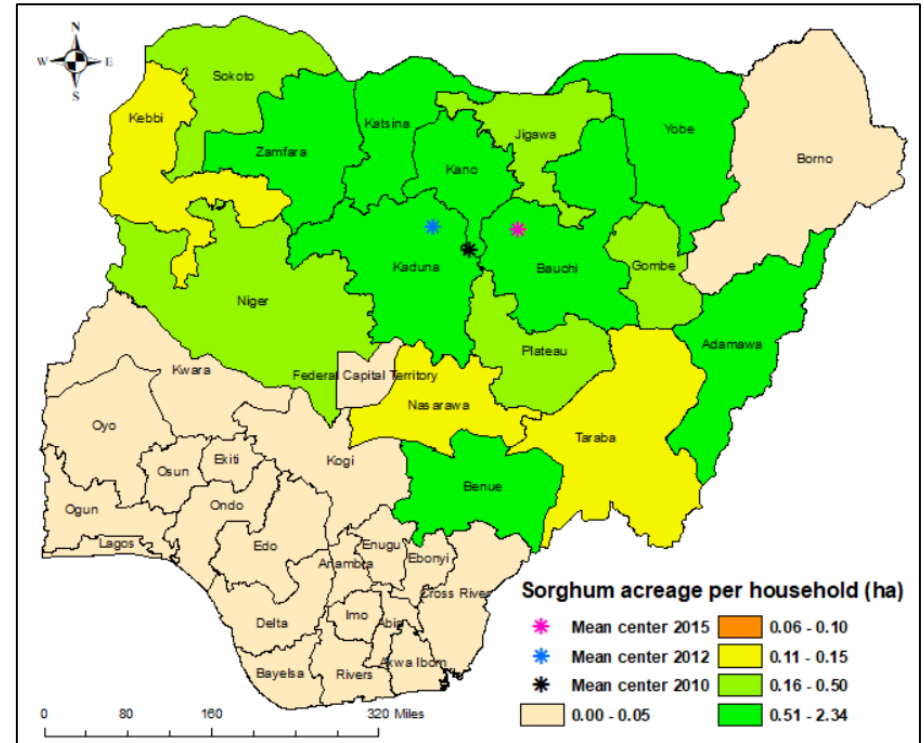 N
W E
S
Sokoto
Kebbi
Katsina
Yobe
Jigawa
Zamfara
Borno
Kano
Kaduna
Bauchi
Gombe
Niger
Adamawa
Plateau
Kwara
Federal Capital Territory
Nasarawa
Oyo
Taraba
Kogi
Ekiti
Osun
Benue
Ondo
Ogun
Lagos
Edo
Enugu
Ebonyi
Anambra
Cross River
Imo
Abia
Delta
Akwa Ibom
Bayelsa
Rivers
Sorghum acreage per household (ha)
Mean center 2015
0.06 - 0.10
Mean center 2012
0.11 - 0.15
Mean center 2010
0.16 - 0.50
0.00 - 0.05
0.51 - 2.34
0 80 160 320 Miles